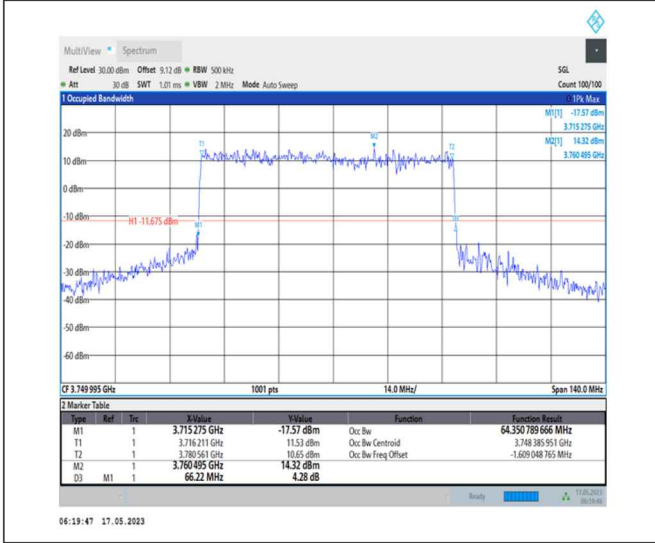 MultiView Spectrum
Ref Level 30.00 dBm Offset 9.12 dB RBW 500 kHz SGL
Att 30 dB SWT 1.01 ms VBW 2 MHz Mode Auto Sweep Count 100/100
1 Occupied Bandwidth 1Pk Max
M1[1] -17.57 dBm
3.715 275 GHz
M2[1] 14.32 dBm
3.760 495 GHz
20 dBm
T1
M2
T2
10 dBm
0 dBm
-10 dBm
H1 -11.675 dBm
M1
-20 dBm
-30 dBm
-40 dBm
-50 dBm
-60 dBm
CF 3.749 995 GHz 1001 pts 14.0 MHz/ Span 140.0 MHz
2 Marker Table
Type Ref Trc X-Value Y-Value Function Function Result
M1 1 3.715 275 GHz -17.57 dBm Occ Bw 64.350 789 666 MHz
T1 1 3.716 211 GHz 11.53 dBm Occ Bw Centroid 3.748 385 951 GHz
T2 1 3.780 561 GHz 10.65 dBm Occ Bw Freq Offset -1.609 048 765 MHz
M2 1 3.760 495 GHz 14.32 dBm
D3 M1 1 66.22 MHz 4.28 dB
Ready 17.05.2023
06:19:46
06:19:47 17.05.2023